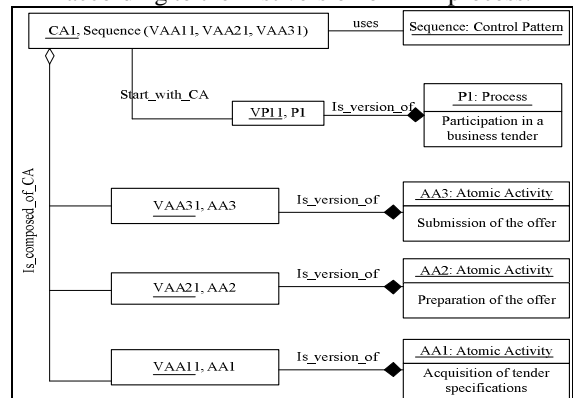 CA1, Sequence (VAA11, VAA21, VAA31)
uses
Sequence: Control Pattern
Start_with_CA
VP11, P1
Is_version_of
P1: Process
Participation in a
business tender
Is_composed_of_CA
VAA31, AA3
Is_version_of
AA3: Atomic Activity
Submission of the offer
VAA21, AA2
Is_version_of
AA2: Atomic Activity
Preparation of the offer
VAA11, AA1
Is_version_of
AA1: Atomic Activity
Acquisition of tender
specifications